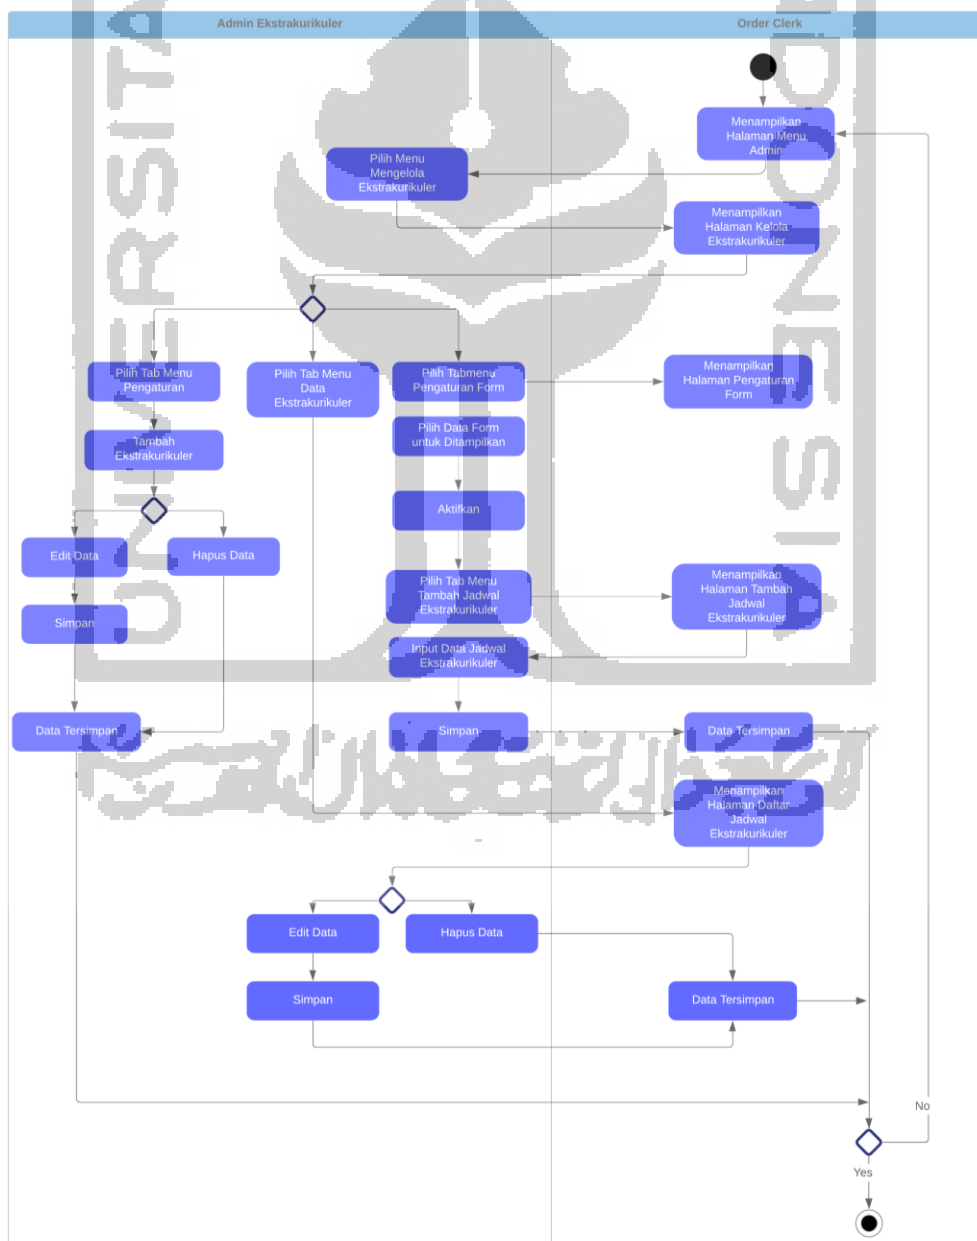 Admin Ekstrakurikuler
Order Clerk
Menampilkan
Halaman Menu
Admin
Pilih Menu
Mengelola
Ekstrakurikuler
Menampilkan
Halaman Kelola
Ekstrakurikuler
Pilih Tab Menu
Pengaturan
Pilih Tab Menu
Data
Ekstrakurikuler
Pilih Tabmenu
Pengaturan Form
Menampilkan
Halaman Pengaturan
Form
Tambah
Ekstrakurikuler
Pilih Data Form
untuk Ditampilkan
Aktifkan
Edit Data
Hapus Data
Pilih Tab Menu
Tambah Jadwal
Ekstrakurikuler
Menampilkan
Halaman Tambah
Jadwal
Ekstrakurikuler
Simpan
Input Data Jadwal
Ekstrakurikuler
Data Tersimpan
Simpan
Data Tersimpan
Menampilkan
Halaman Daftar
Jadwal
Ekstrakurikuler
Edit Data
Hapus Data
Simpan
Data Tersimpan
No
Yes